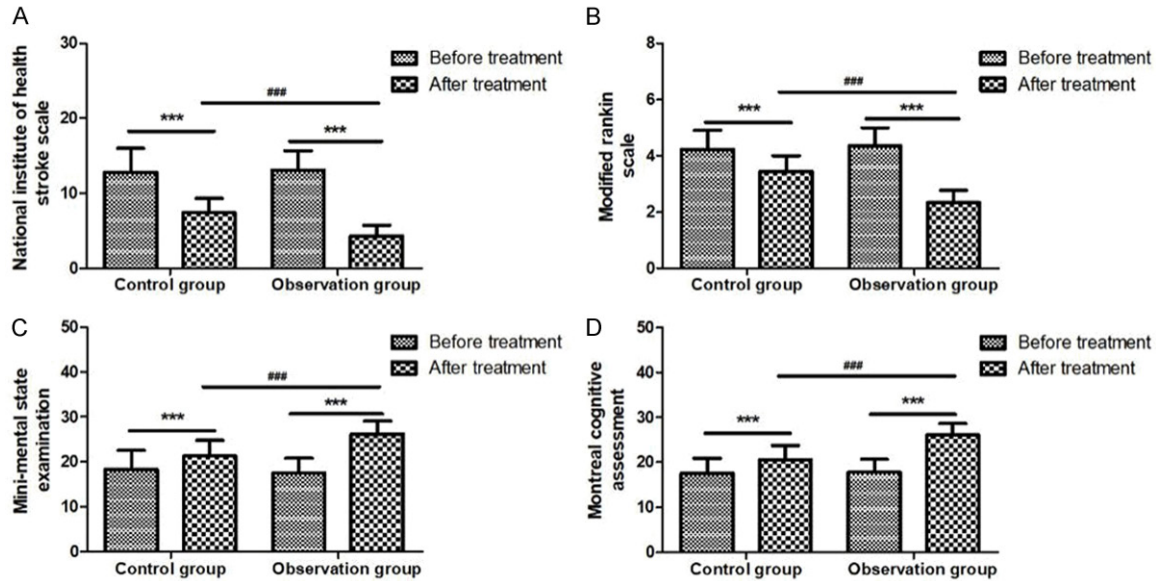 A
National institute of health
stroke scale
30
20
10
0
***
###
***
Before treatment
After treatment
Control group
Observation group
B
Modified rankin
scale
8
6
4
2
0
***
###
***
Before treatment
After treatment
Control group
Observation group
C
Mini-mental state
examination
50
40
30
20
10
0
***
###
***
Before treatment
After treatment
Control group
Observation group
D
Montreal cognitive
assessment
50
40
30
20
10
0
***
###
***
Before treatment
After treatment
Control group
Observation group